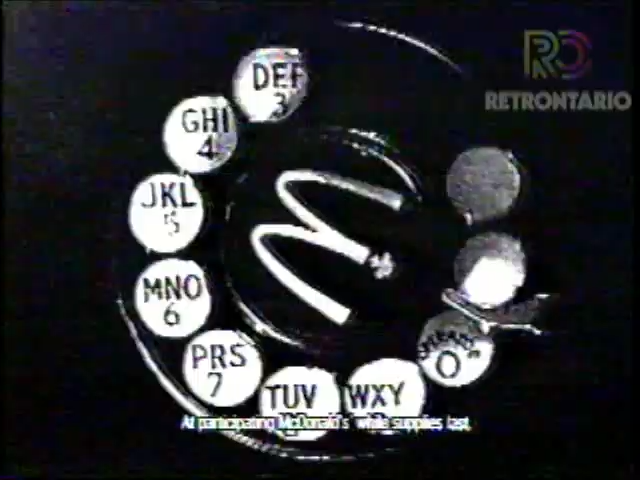 RETRONTARIO
DEF
3
GHI
4
JKL
5
MNO
6
PRS
7
TUV
WXY
0
At participating McDonald's while supplies last.